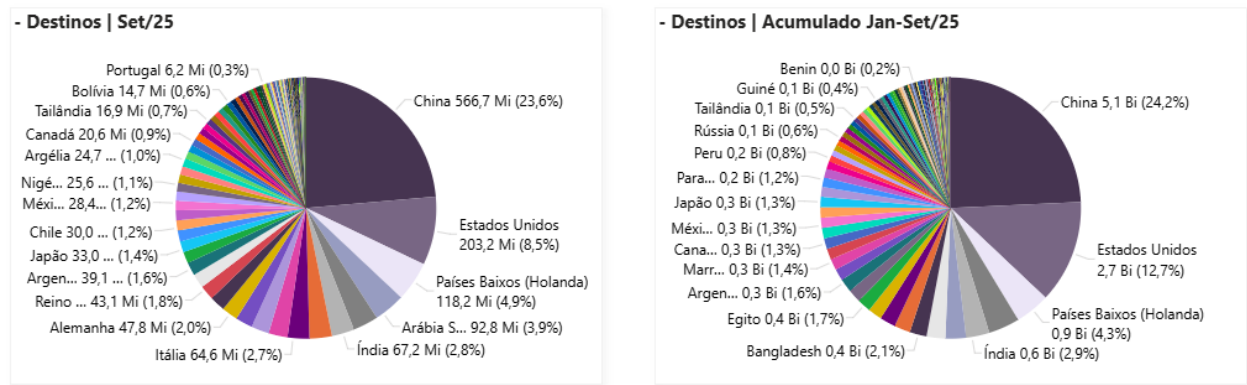 - Destinos | Set/25
Portugal 6,2 Mi (0,3%)
Bolívia 14,7 Mi (0,6%)
Tailândia 16,9 Mi (0,7%)
Canadá 20,6 Mi (0,9%)
Argélia 24,7 ... (1,0%)
Nigé... 25,6 ... (1,1%)
Méxi... 28,4... (1,2%)
Chile 30,0 ... (1,2%)
Japão 33,0 ... (1,4%)
Argen... 39,1 ... (1,6%)
Reino ... 43,1 Mi (1,8%)
Alemanha 47,8 Mi (2,0%)
Itália 64,6 Mi (2,7%)
China 566,7 Mi (23,6%)
Estados Unidos
203,2 Mi (8,5%)
Países Baixos (Holanda)
118,2 Mi (4,9%)
Arábia S... 92,8 Mi (3,9%)
Índia 67,2 Mi (2,8%)
- Destinos | Acumulado Jan-Set/25
Benin 0,0 Bi (0,2%)
Guiné 0,1 Bi (0,4%)
Tailândia 0,1 Bi (0,5%)
Rússia 0,1 Bi (0,6%)
Peru 0,2 Bi (0,8%)
Para... 0,2 Bi (1,2%)
Japão 0,3 Bi (1,3%)
Méxi... 0,3 Bi (1,3%)
Cana... 0,3 Bi (1,3%)
Marr... 0,3 Bi (1,4%)
Argen... 0,3 Bi (1,6%)
Egito 0,4 Bi (1,7%)
Bangladesh 0,4 Bi (2,1%)
China 5,1 Bi (24,2%)
Estados Unidos
2,7 Bi (12,7%)
Países Baixos (Holanda)
0,9 Bi (4,3%)
Índia 0,6 Bi (2,9%)